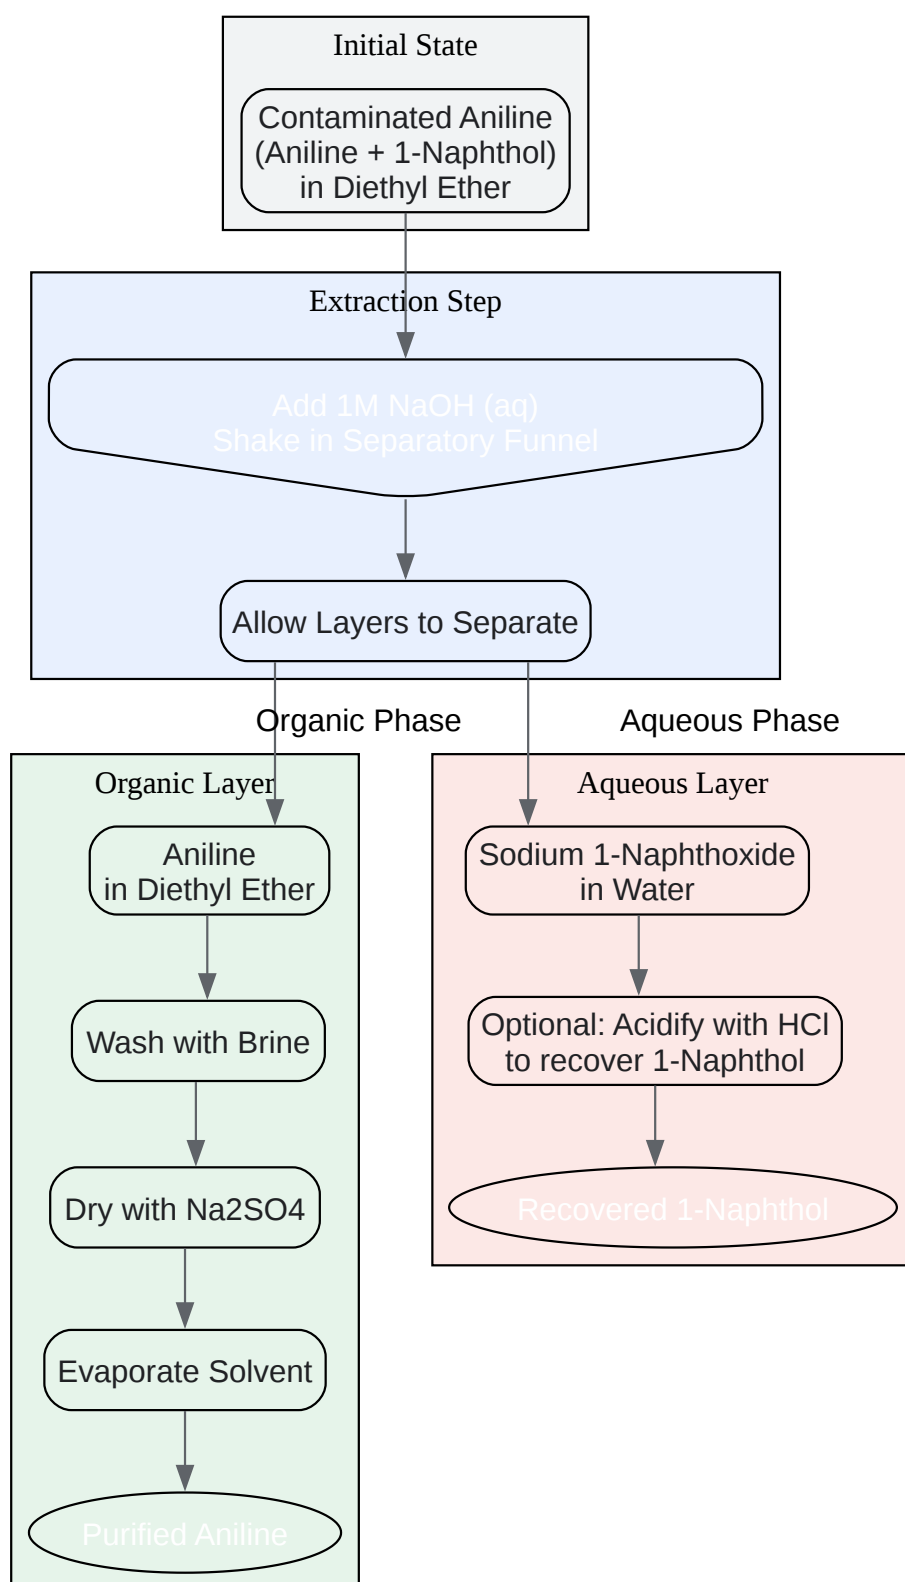 Initial State
Contaminated Aniline
(Aniline + 1-Naphthol)
in Diethyl Ether
Extraction Step
Add 1M NaOH (aq)
Shake in Separatory Funnel
Allow Layers to Separate
Organic Phase
Aqueous Phase
Organic Layer
Aniline
in Diethyl Ether
Wash with Brine
Dry with Na2SO4
Evaporate Solvent
Purified Aniline
Aqueous Layer
Sodium 1-Naphthoxide
in Water
Optional: Acidify with HCl
to recover 1-Naphthol
Recovered 1-Naphthol